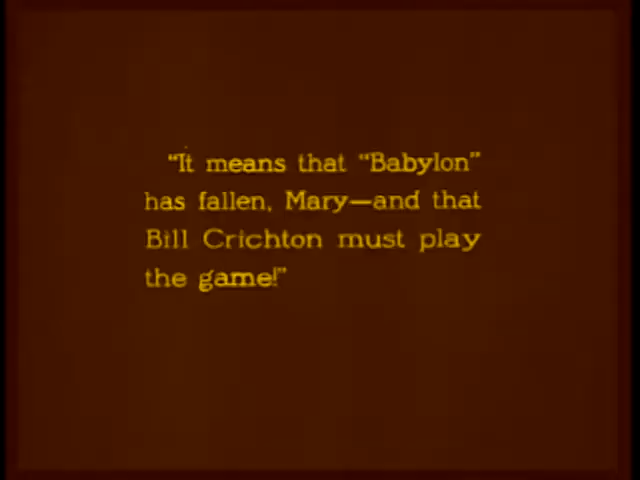 “It means that “Babylon”
has fallen, Mary—and that
Bill Crichton must play
the game!”